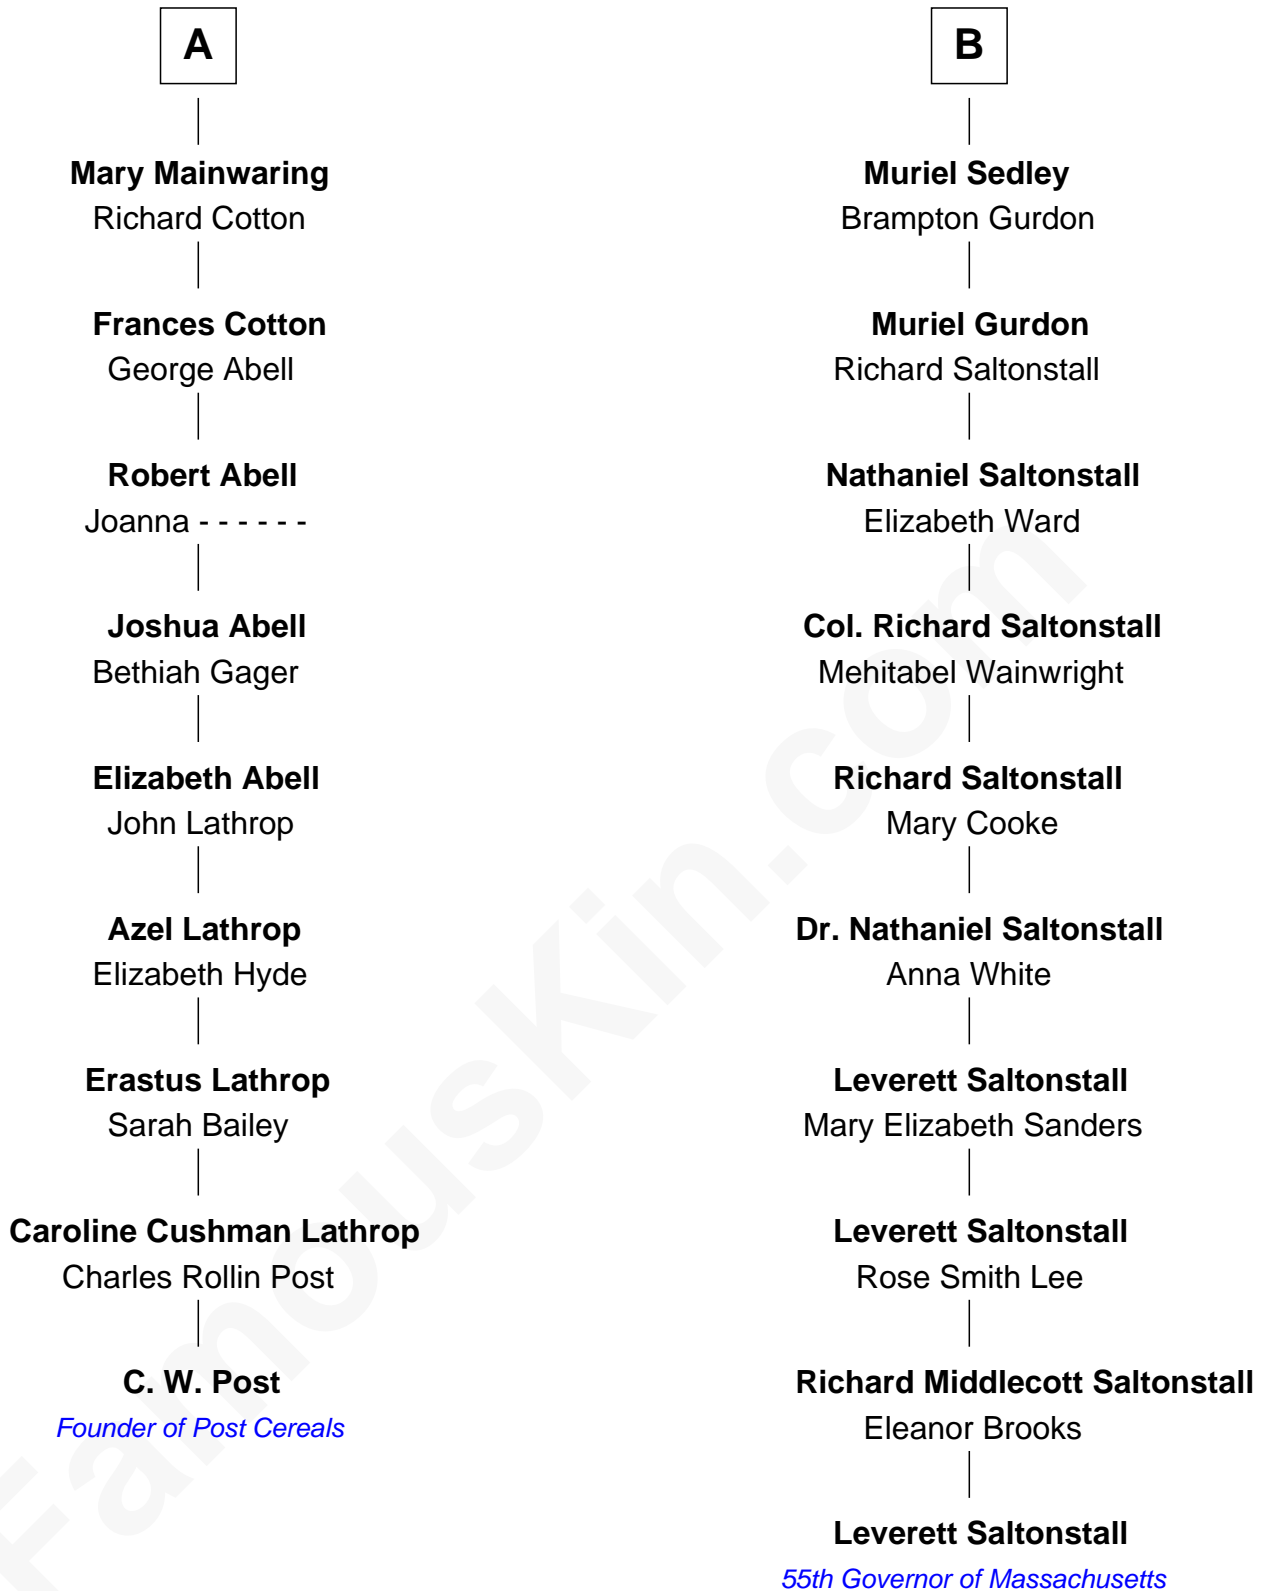 A
Mary Mainwaring
Richard Cotton
Frances Cotton
George Abell
Robert Abell
Joanna - - - - - -
Joshua Abell
Bethiah Gager
Elizabeth Abell
John Lathrop
Azel Lathrop
Elizabeth Hyde
Erastus Lathrop
Sarah Bailey
Caroline Cushman Lathrop
Charles Rollin Post
C. W. Post
Founder of Post Cereals
B
Muriel Sedley
Brampton Gurdon
Muriel Gurdon
Richard Saltonstall
Nathaniel Saltonstall
Elizabeth Ward
Col. Richard Saltonstall
Mehitabel Wainwright
Richard Saltonstall
Mary Cooke
Dr. Nathaniel Saltonstall
Anna White
Leverett Saltonstall
Mary Elizabeth Sanders
Leverett Saltonstall
Rose Smith Lee
Richard Middlecott Saltonstall
Eleanor Brooks
Leverett Saltonstall
55th Governor of Massachusetts
FamousKin.com